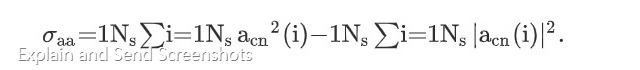 σaa=1Ns∑i=1Ns acn²(i)−1Ns ∑i=1Ns |acn(i)|².
Explain and Send Screenshots